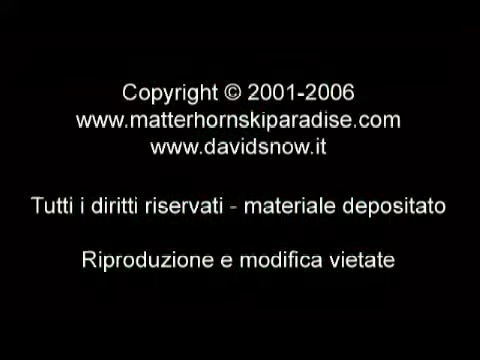 Copyright © 2001-2006
www.matterhornskiparadise.com
www.davidsnow.it
Tutti i diritti riservati - materiale depositato
Riproduzione e modifica vietate